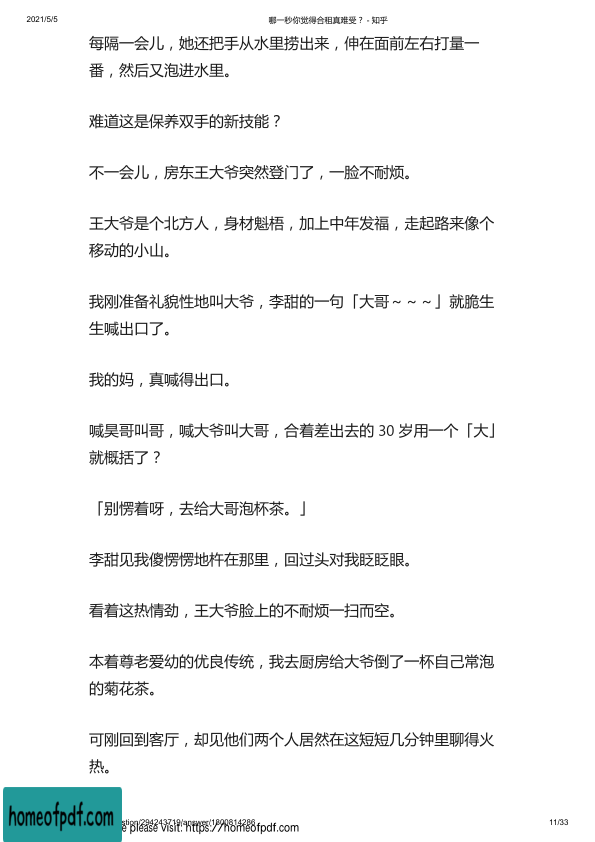 2021/5/5
哪一秒你觉得合租真难受？ - 知乎
每隔一会儿，她还把手从水里捞出来，伸在面前左右打量一
番，然后又泡进水里。
难道这是保养双手的新技能？
不一会儿，房东王大爷突然登门了，一脸不耐烦。
王大爷是个北方人，身材魁梧，加上中年发福，走起路来像个
移动的小山。
我刚准备礼貌性地叫大爷，李甜的一句「大哥～～～」就脆生
生喊出口了。
我的妈，真喊得出口。
喊昊哥叫哥，喊大爷叫大哥，合着差出去的 30 岁用一个「大」
就概括了？
「别愣着呀，去给大哥泡杯茶。」
李甜见我傻愣愣地杵在那里，回过头对我眨眨眼。
看着这热情劲，王大爷脸上的不耐烦一扫而空。
本着尊老爱幼的优良传统，我去厨房给大爷倒了一杯自己常泡
的菊花茶。
可刚回到客厅，却见他们两个人居然在这短短几分钟里聊得火
热。
homeofpdf.com
stion/294243719/answer/1800814286
11/33
e please visit: https://homeofpdf.com